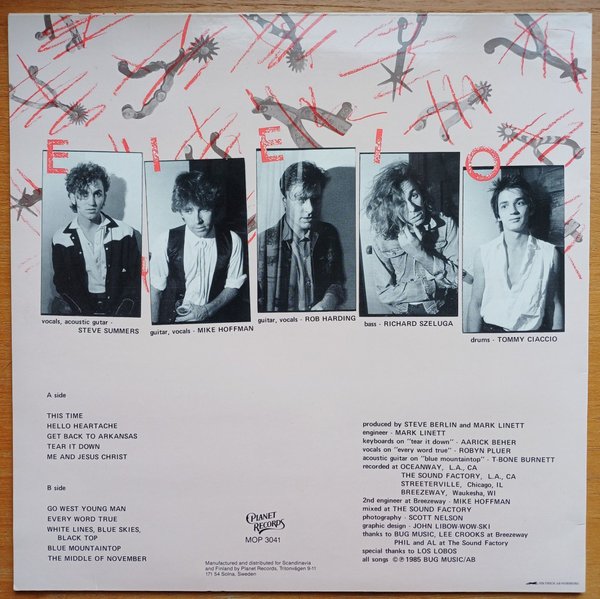 E I E I O
vocals, acoustic gutar -
STEVE SUMMERS
guitar, vocals - MIKE HOFFMAN
guitar, vocals - ROB HARDING
bass - RICHARD SZELUGA
drums - TOMMY CIACCIO
A side
THIS TIME
HELLO HEARTACHE
GET BACK TO ARKANSAS
TEAR IT DOWN
ME AND JESUS CHRIST
B side
GO WEST YOUNG MAN
EVERY WORD TRUE
WHITE LINES, BLUE SKIES,
BLACK TOP
BLUE MOUNTAINTOP
THE MIDDLE OF NOVEMBER
PLANET
RECORDS
MOP 3041
Manufactured and distributed for Scandinavia
and Finland by Planet Records, Tritonvägen 9-11
171 54 Solna, Sweden
produced by STEVE BERLIN and MARK LINETT
engineer - MARK LINETT
keyboards on "tear it down" - AARICK BEHER
vocals on "every word true" - ROBYN PLUER
acoustic guitar on "blue mountaintop" - T-BONE BURNETT
recorded at OCEANWAY, L.A., CA
THE SOUND FACTORY, L.A., CA
STREETERVILLE, Chicago, IL
BREEZEWAY, Waukesha, WI
2nd engineer at Breezeway - MIKE HOFFMAN
mixed at THE SOUND FACTORY
photography - SCOTT NELSON
graphic design - JOHN LIBOW-WOW-SKI
thanks to BUG MUSIC, LEE CROOKS at Breezeway
PHIL and AL at The Sound Factory
special thanks to LOS LOBOS
all songs © ℗ 1985 BUG MUSIC/AB